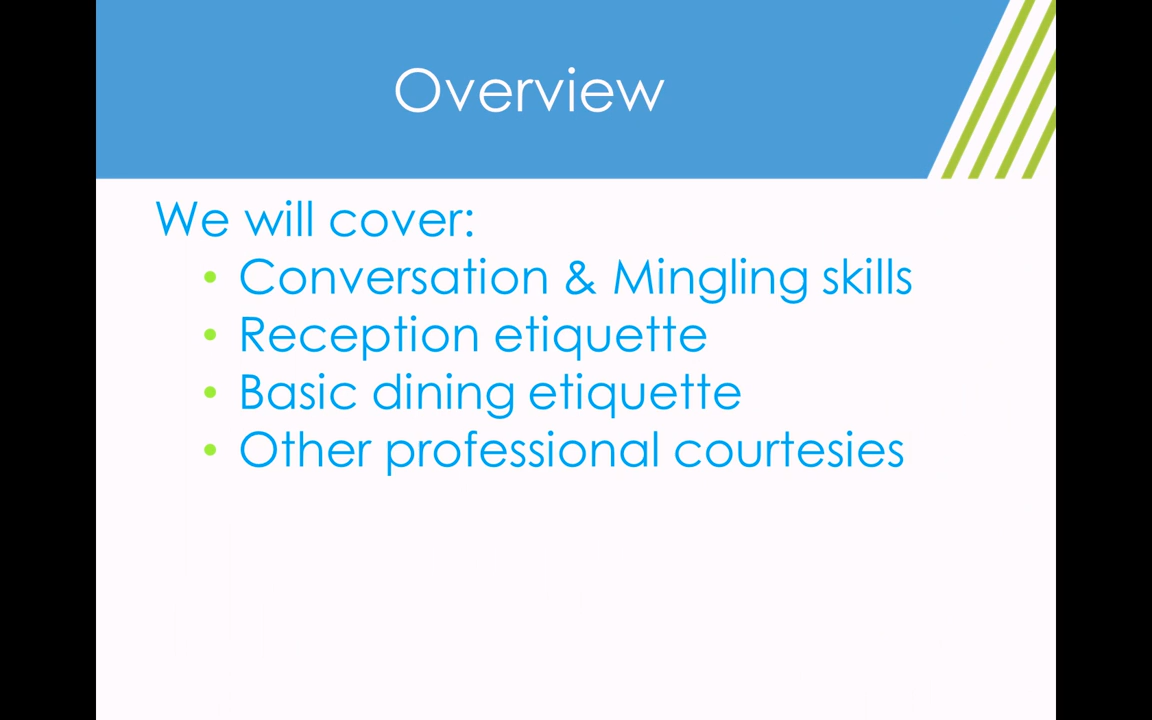 Overview
We will cover:
• Conversation & Mingling skills
• Reception etiquette
• Basic dining etiquette
• Other professional courtesies